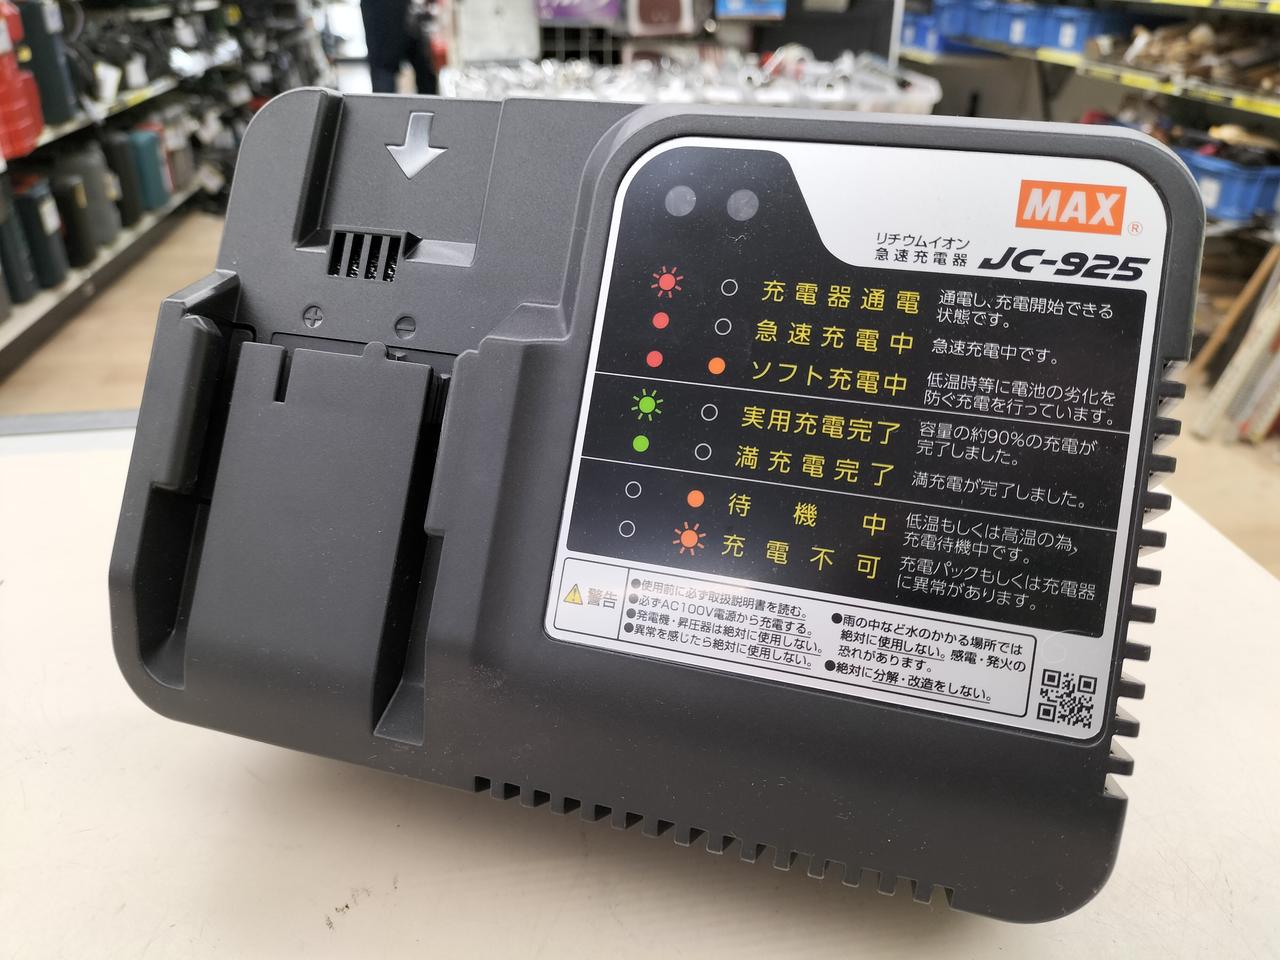 MAX®
リチウムイオン
急速充電器 JC-925
充電器通電 通電し、充電開始できる
状態です。
急速充電中 急速充電中です。
ソフト充電中 低温時等に電池の劣化を
防ぐ充電を行っています。
実用充電完了 容量の約90%の充電が
完了しました。
満充電完了 満充電が完了しました。
待機中 低温もしくは高温の為、
充電待機中です。
充電不可 充電パックもしくは充電器
に異常があります。
警告
●使用前に必ず取扱説明書を読む。
●必ずAC100V電源から充電する。
●発電機・昇圧器は絶対に使用しない。
●異常を感じたら絶対に使用しない。
●雨の中など水のかかる場所では
絶対に使用しない。感電・発火の
恐れがあります。
●絶対に分解・改造をしない。